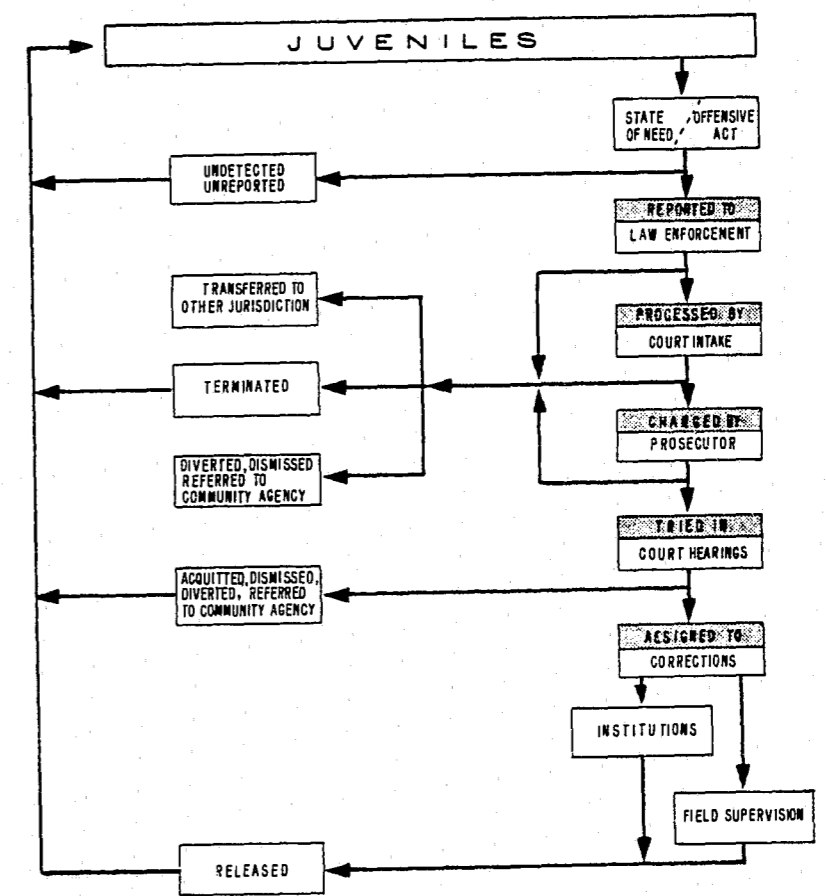 JUVENILES
STATE / OFFENSIVE
OF NEED / ACT
UNDETECTED
UNREPORTED
REPORTED TO
LAW ENFORCEMENT
TRANSFERRED TO
OTHER JURISDICTION
PROCESSED BY
COURT INTAKE
TERMINATED
CHARGED BY
PROSECUTOR
DIVERTED, DISMISSED
REFERRED TO
COMMUNITY AGENCY
TRIED IN
COURT HEARINGS
ACQUITTED, DISMISSED,
DIVERTED, REFERRED
TO COMMUNITY AGENCY
ASSIGNED TO
CORRECTIONS
INSTITUTIONS
FIELD SUPERVISION
RELEASED